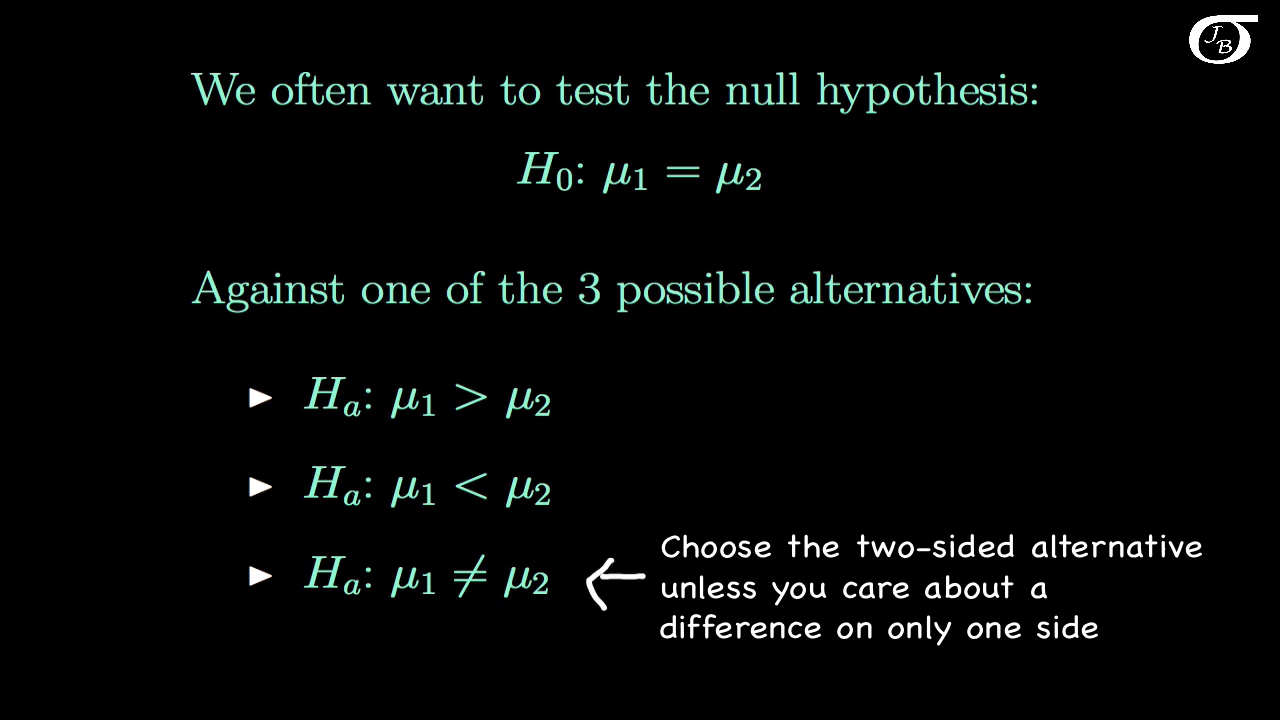 JB
We often want to test the null hypothesis:
H₀: μ₁ = μ₂
Against one of the 3 possible alternatives:
► Hₐ: μ₁ > μ₂
► Hₐ: μ₁ < μ₂
► Hₐ: μ₁ ≠ μ₂
Choose the two-sided alternative
unless you care about a
difference on only one side